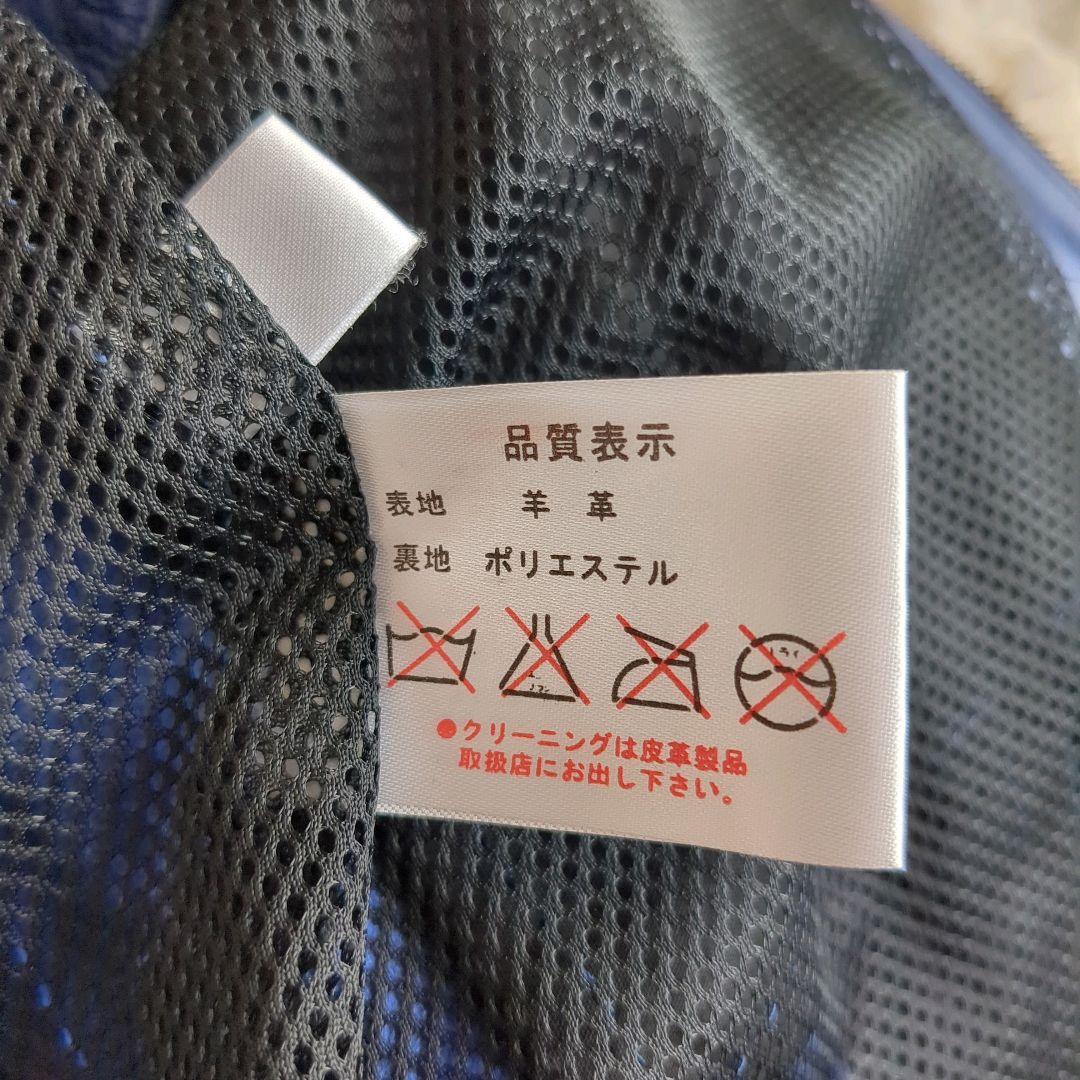 品質表示
表地 羊革
裏地 ポリエステル
●クリーニングは皮革製品
取扱店にお出し下さい。